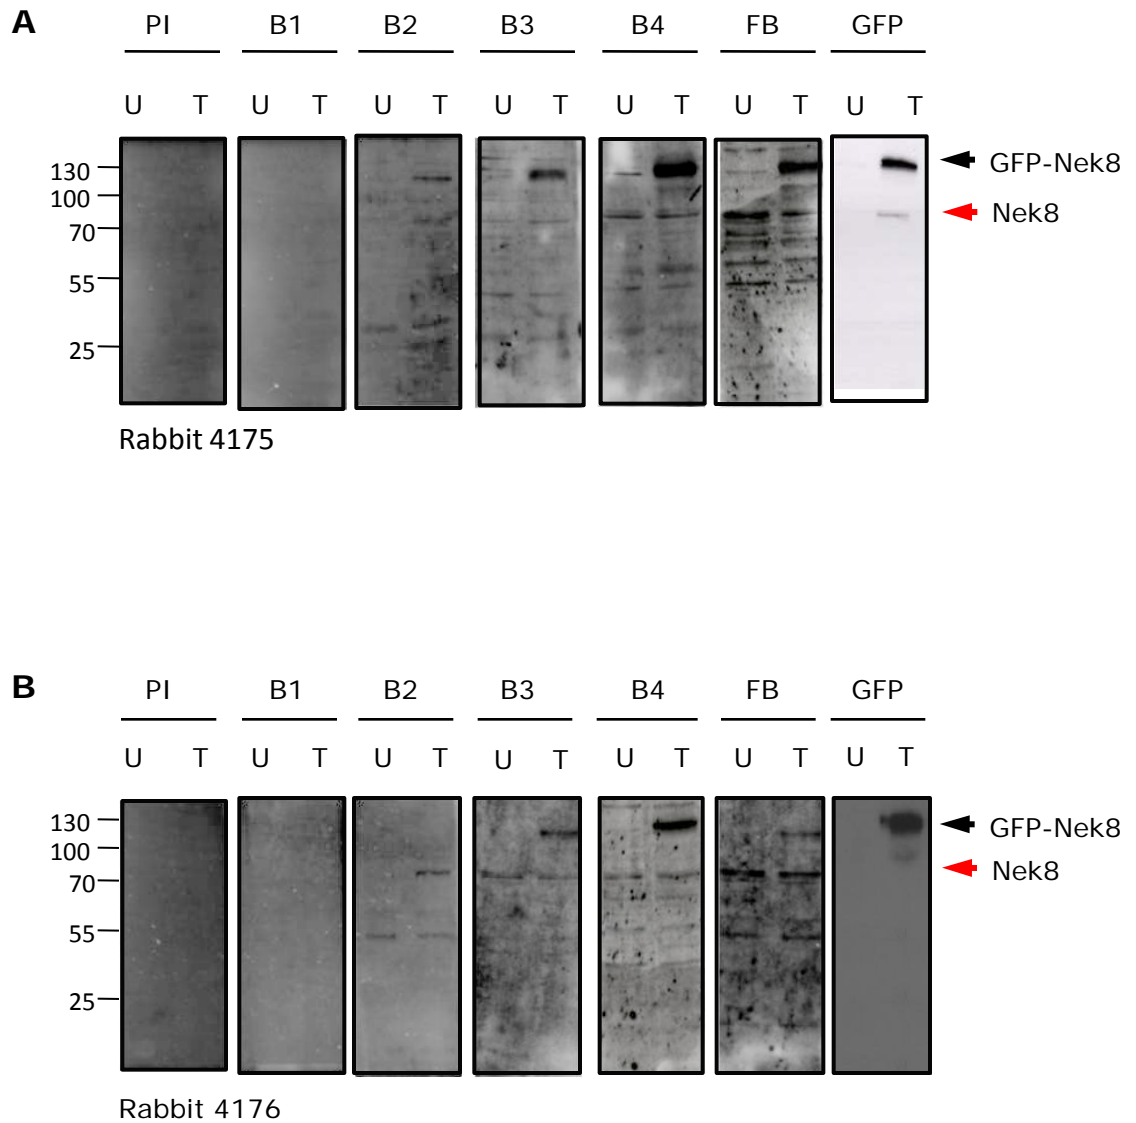 A PI B1 B2 B3 B4 FB GFP
U T U T U T U T U T U T U T
130
GFP-Nek8
100
Nek8
70
55
25
Rabbit 4175
B PI B1 B2 B3 B4 FB GFP
U T U T U T U T U T U T U T
130
GFP-Nek8
100
Nek8
70
55
25
Rabbit 4176